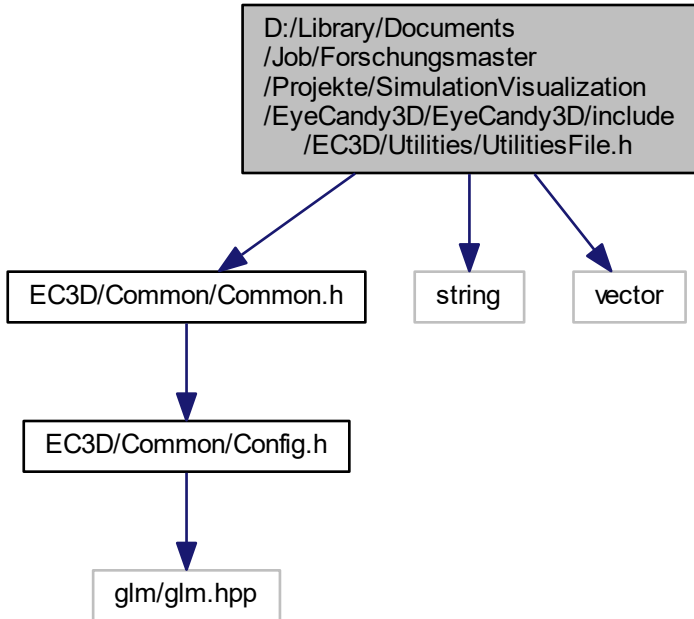 D:/Library/Documents
/Job/Forschungsmaster
/Projekte/SimulationVisualization
/EyeCandy3D/EyeCandy3D/include
/EC3D/Utilities/UtilitiesFile.h
EC3D/Common/Common.h
string
vector
EC3D/Common/Config.h
glm/glm.hpp